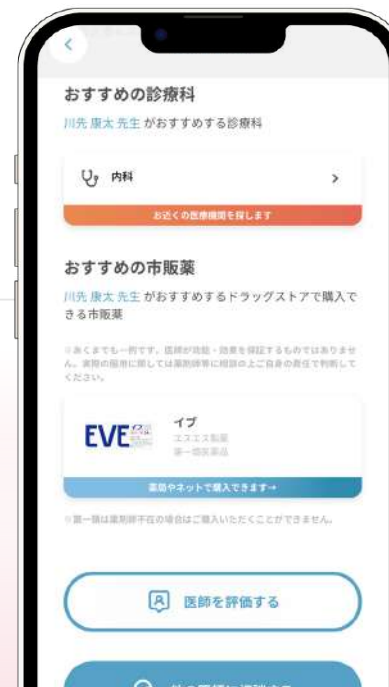 おすすめの診療科
川先 康太 先生 がおすすめする診療科
内科
お近くの医療機関を探します
おすすめの市販薬
川先 康太 先生 がおすすめするドラッグストアで購入で
きる市販薬
※あくまでも一例です。医師が効能・効果を保証するものではありませ
ん。実際の服用に関しては薬剤師等に相談の上ご自身の責任で判断して
ください。
EVE
イブ
エスエス製薬
第一類医薬品
薬局やネットで購入できます→
※第一類は薬剤師不在の場合はご購入いただくことができません。
医師を評価する